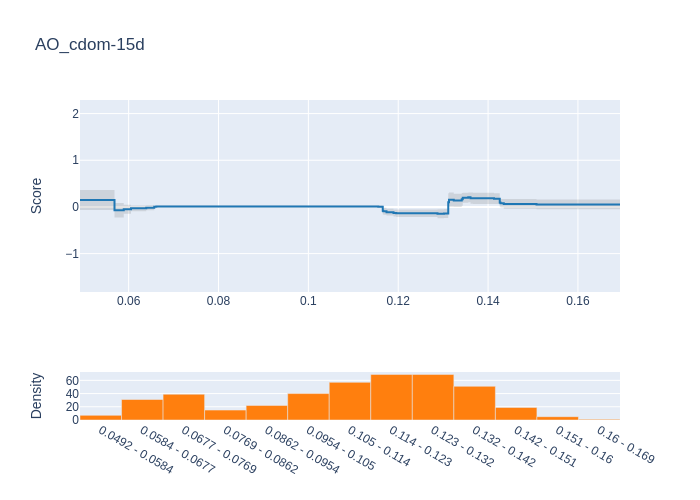 AO_cdom-15d
Score
2
1
0
−1
0.06
0.08
0.1
0.12
0.14
0.16
Density
60
40
20
0
0.0492 - 0.0584
0.0584 - 0.0677
0.0677 - 0.0769
0.0769 - 0.0862
0.0862 - 0.0954
0.0954 - 0.105
0.105 - 0.114
0.114 - 0.123
0.123 - 0.132
0.132 - 0.142
0.142 - 0.151
0.151 - 0.16
0.16 - 0.169